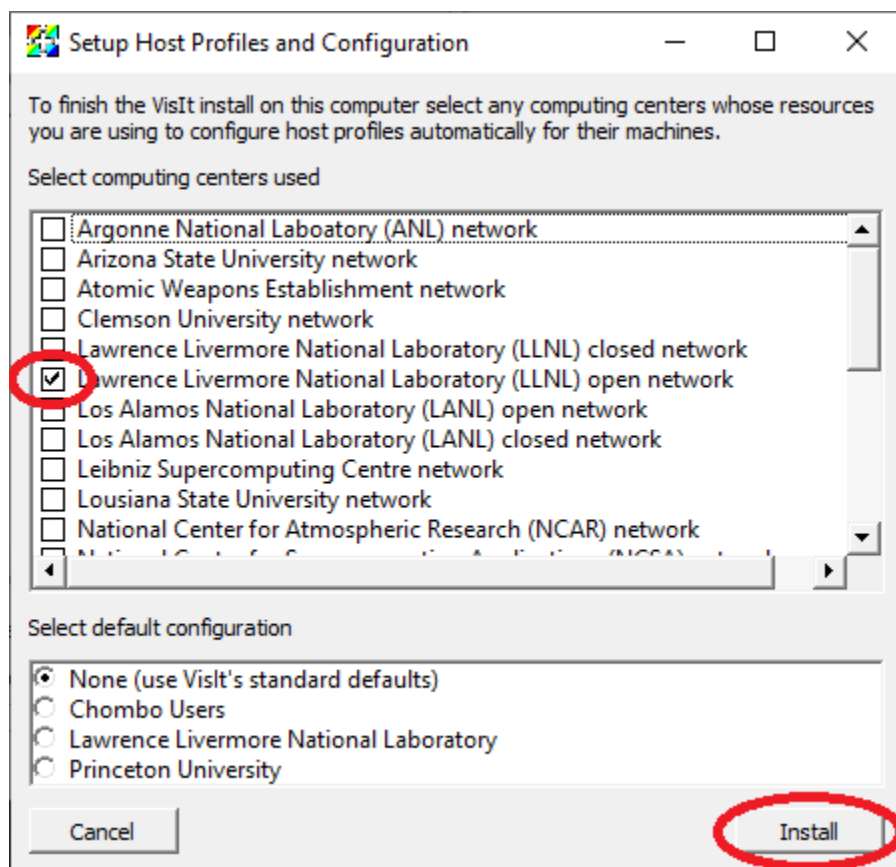 Setup Host Profiles and Configuration
To finish the VisIt install on this computer select any computing centers whose resources
you are using to configure host profiles automatically for their machines.
Select computing centers used
Argonne National Laboatory (ANL) network
Arizona State University network
Atomic Weapons Establishment network
Clemson University network
Lawrence Livermore National Laboratory (LLNL) closed network
Lawrence Livermore National Laboratory (LLNL) open network
Los Alamos National Laboratory (LANL) open network
Los Alamos National Laboratory (LANL) closed network
Leibniz Supercomputing Centre network
Lousiana State University network
National Center for Atmospheric Research (NCAR) network
Select default configuration
None (use VisIt's standard defaults)
Chombo Users
Lawrence Livermore National Laboratory
Princeton University
Cancel
Install